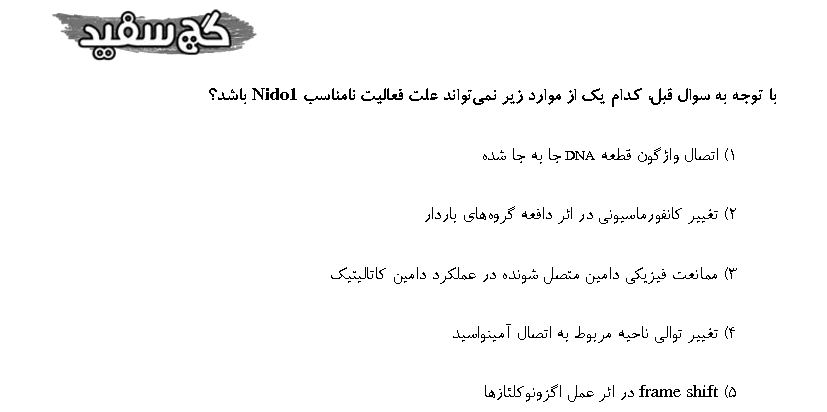 گچ سفید
با توجه به سوال قبل، کدام یک از موارد زیر نمی‌تواند علت فعالیت نامناسب Nido1 باشد؟
۱) اتصال واژگون قطعه DNA جا به جا شده
۲) تغییر کانفورماسیونی در اثر دافعه گروه‌های باردار
۳) ممانعت فیزیکی دامین متصل شونده در عملکرد دامین کاتالیتیک
۴) تغییر توالی ناحیه مربوط به اتصال آمینواسید
۵) frame shift در اثر عمل اگزونوکلئازها